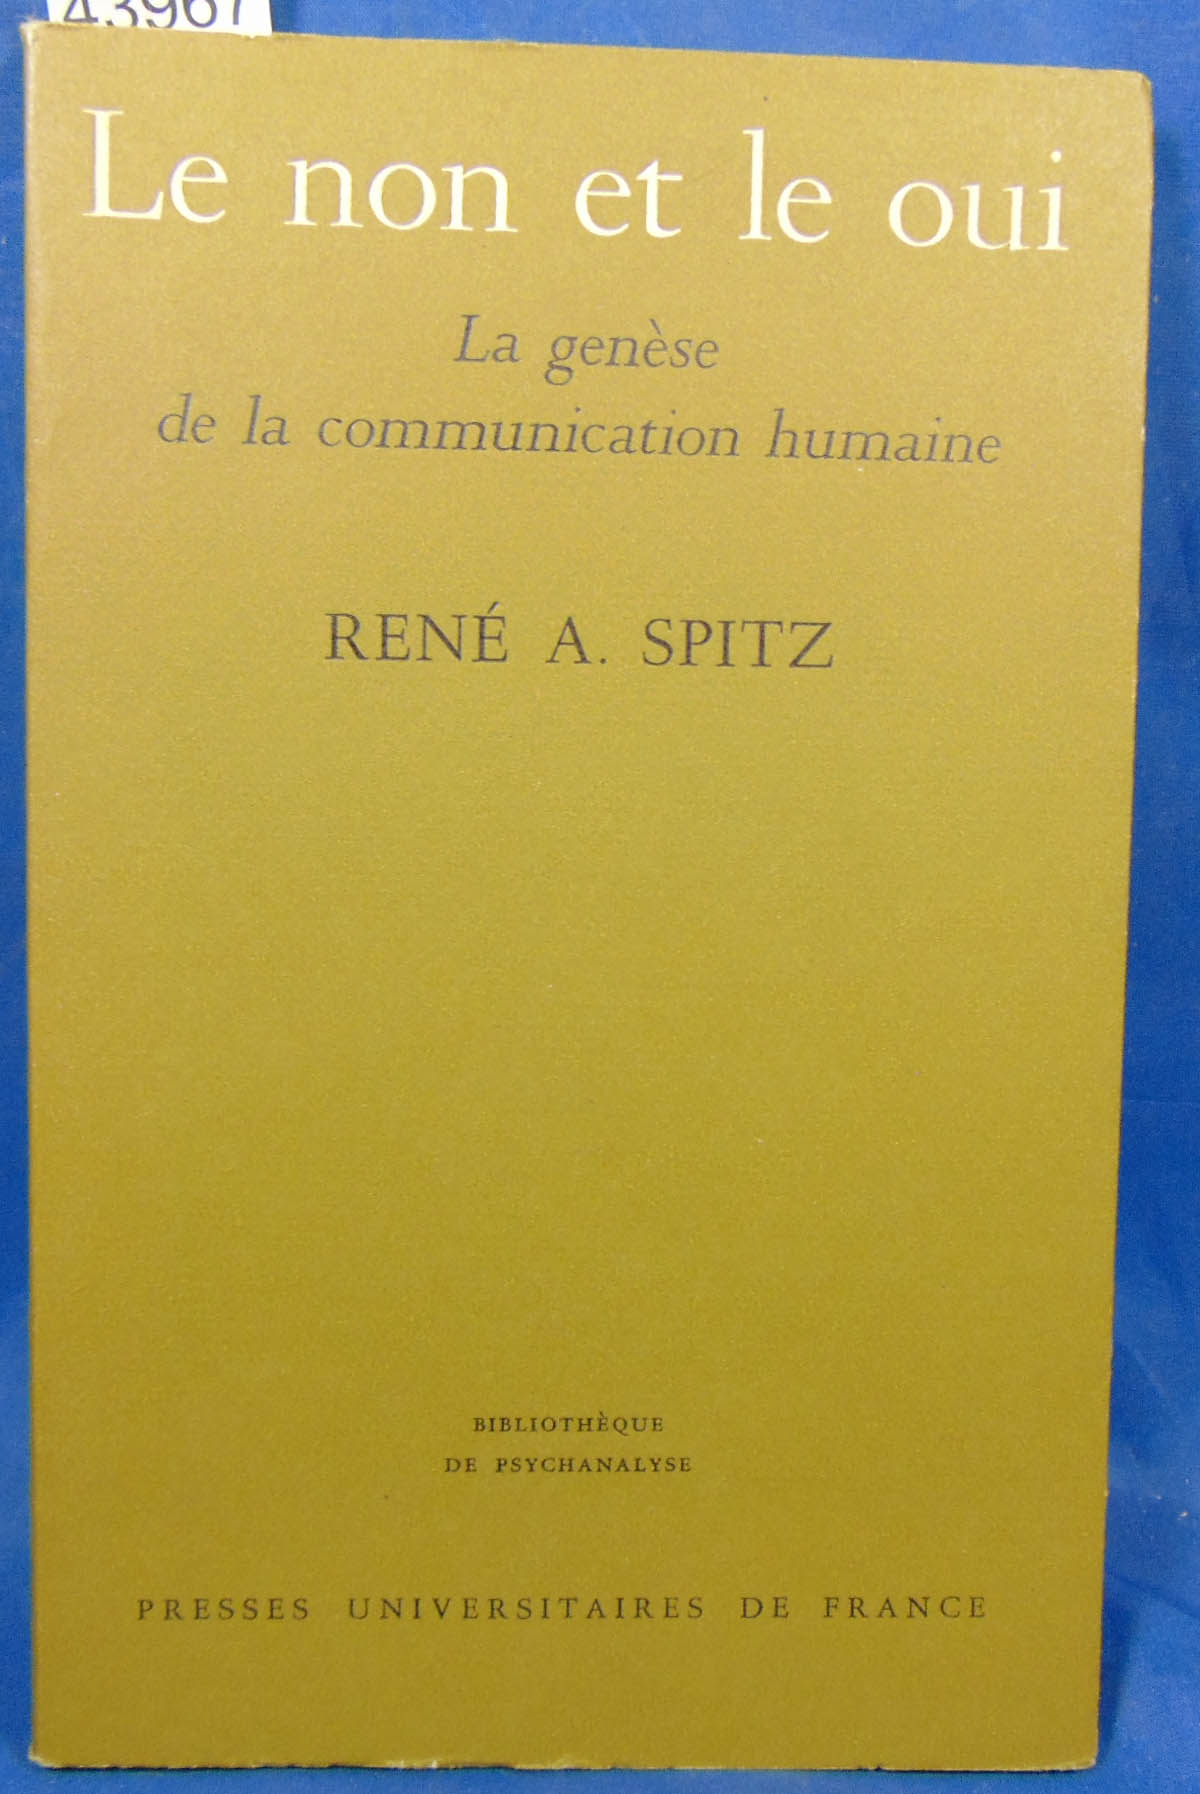 43967
Le non et le oui
La genèse
de la communication humaine
RENÉ A. SPITZ
BIBLIOTHÈQUE
DE PSYCHANALYSE
PRESSES UNIVERSITAIRES DE FRANCE